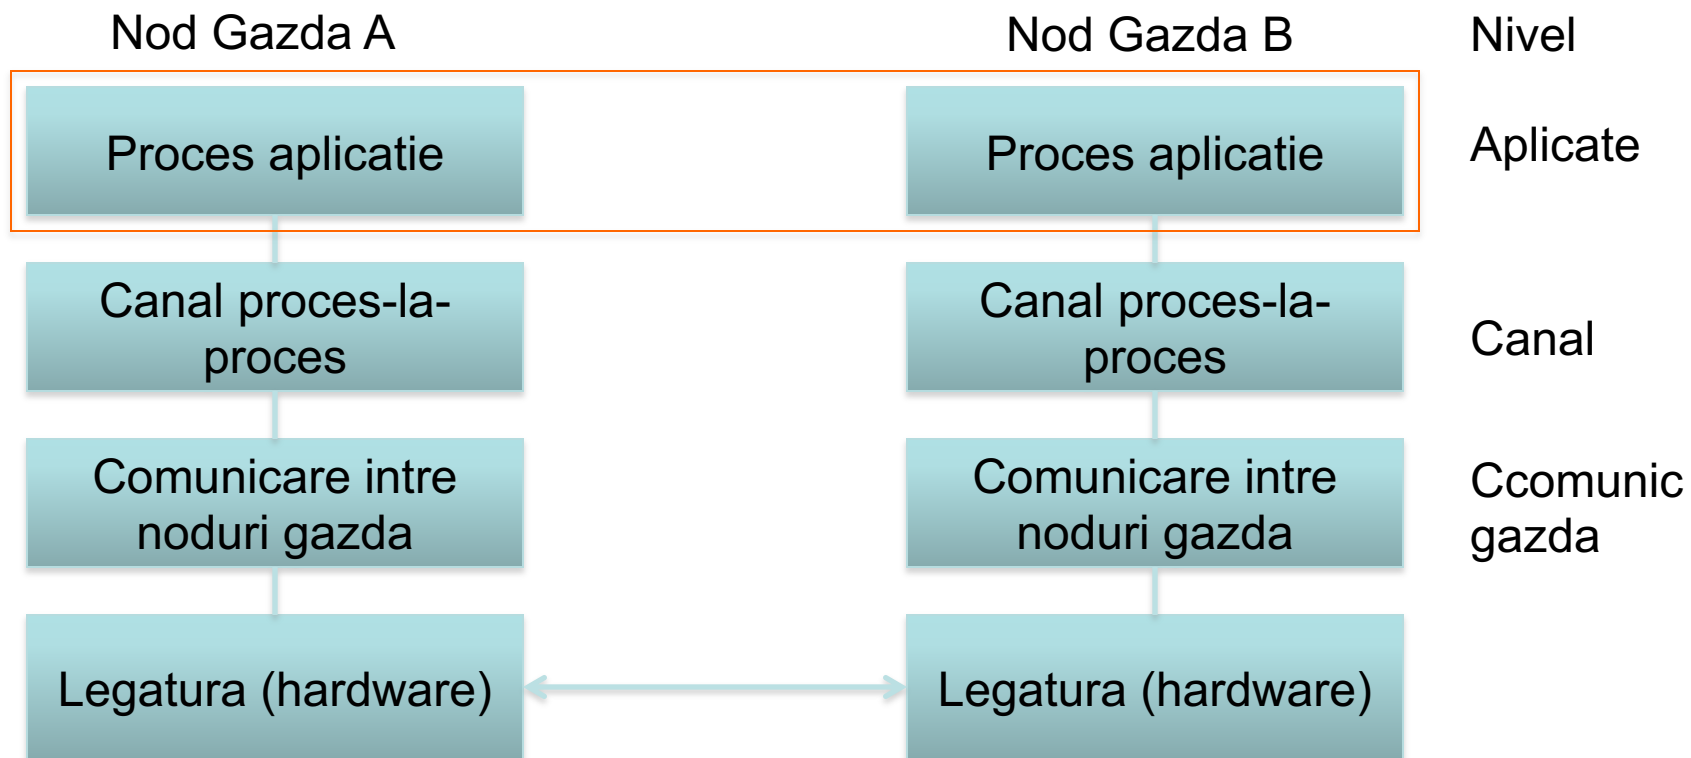 Nod Gazda A
Nod Gazda B
Nivel
Proces aplicatie
Proces aplicatie
Aplicate
Canal proces-la-
proces
Canal proces-la-
proces
Canal
Comunicare intre
noduri gazda
Comunicare intre
noduri gazda
Ccomunic
gazda
Legatura (hardware)
Legatura (hardware)